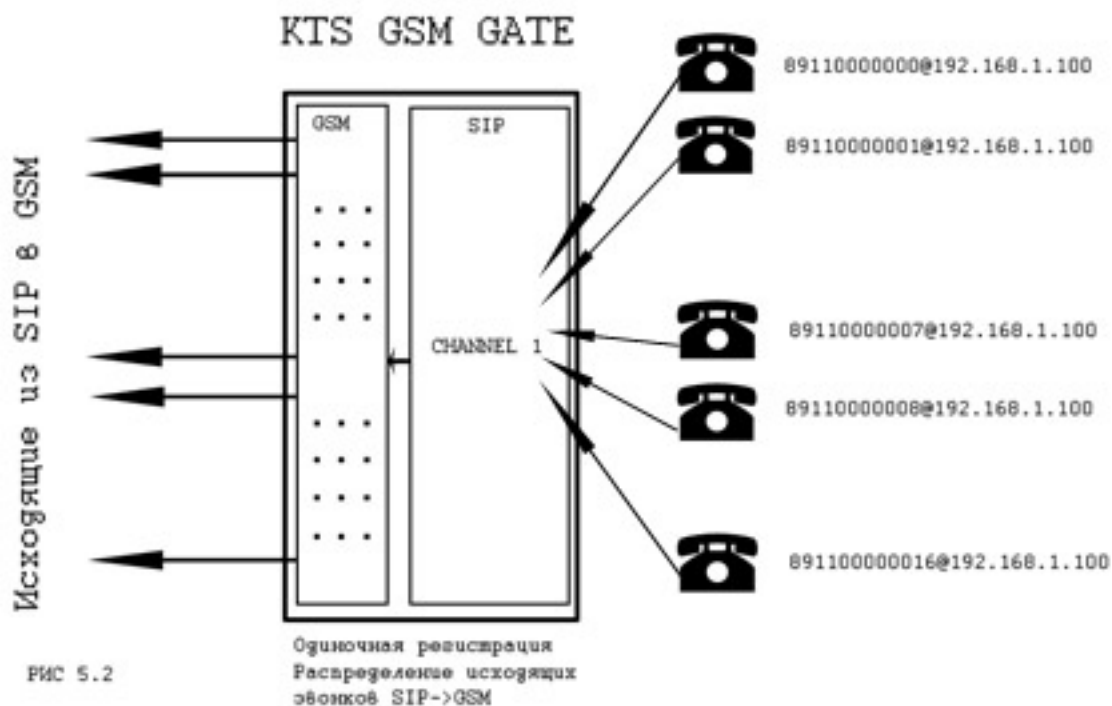 KTS GSM GATE
GSM
SIP
CHANNEL 1
89110000000@192.168.1.100
89110000001@192.168.1.100
89110000007@192.168.1.100
89110000008@192.168.1.100
891100000016@192.168.1.100
Исходящие из SIP в GSM
Одиночная регистрация
Распределение исходящих
звонков SIP->GSM
РИС 5.2